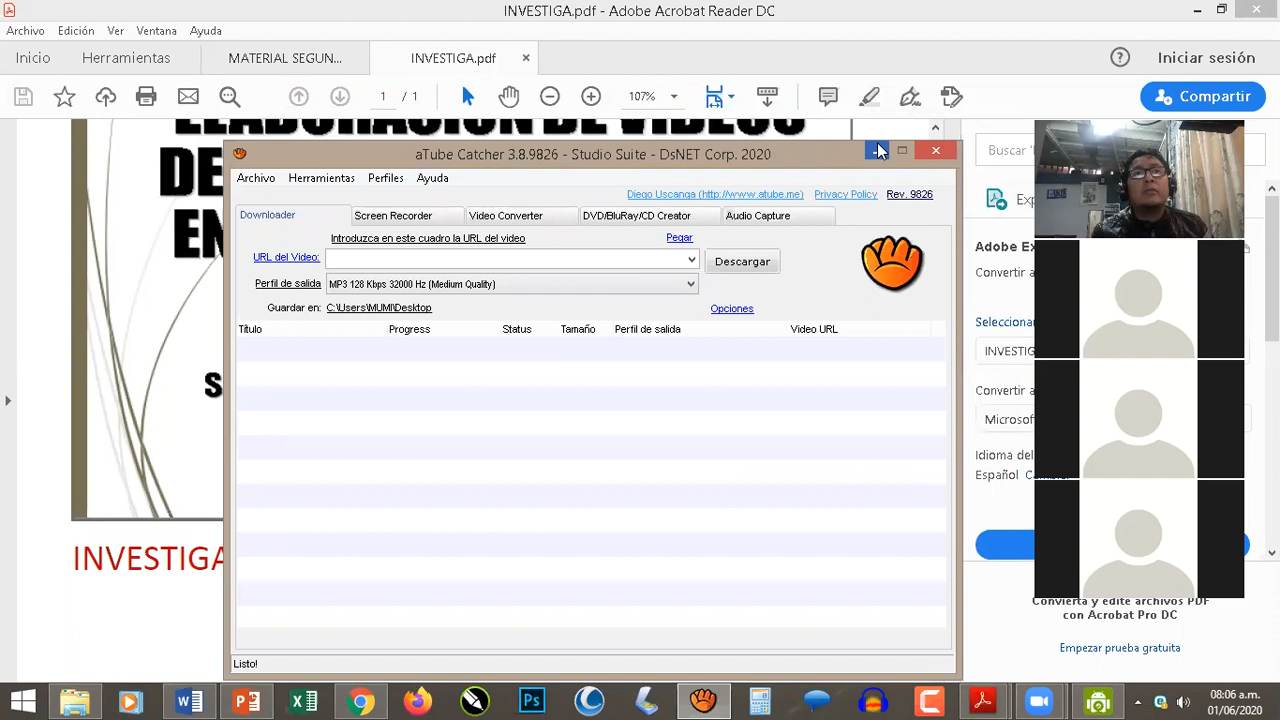 INVESTIGA.pdf - Adobe Acrobat Reader DC
Archivo Edición Ver Ventana Ayuda
Inicio Herramientas MATERIAL SEGUN... INVESTIGA.pdf × Iniciar sesión
1 / 1 107% Compartir
ELABORACIÓN DE VIDEOS
DE
EN
S
INVESTIGA
aTube Catcher 3.8.9826 - Studio Suite - DsNET Corp. 2020
Archivo Herramientas Perfiles Ayuda
Diego Uscanga (http://www.atube.me) Privacy Policy Rev. 9826
Downloader Screen Recorder Video Converter DVD/BluRay/CD Creator Audio Capture
Introduzca en este cuadro la URL del video Pegar
URL del Video: Descargar
Perfil de salida MP3 128 Kbps 32000 Hz (Medium Quality)
Guardar en: C:\Users\MUMI\Desktop Opciones
Título Progress Status Tamaño Perfil de salida Video URL
Listo!
Buscar
Exp
Adobe Ex
Convertir a
Seleccionar
INVESTIG
Convertir a
Microsoft
Idioma del
Español
Convierta y edite archivos PDF
con Acrobat Pro DC
Empezar prueba gratuita
08:06 a.m.
01/06/2020